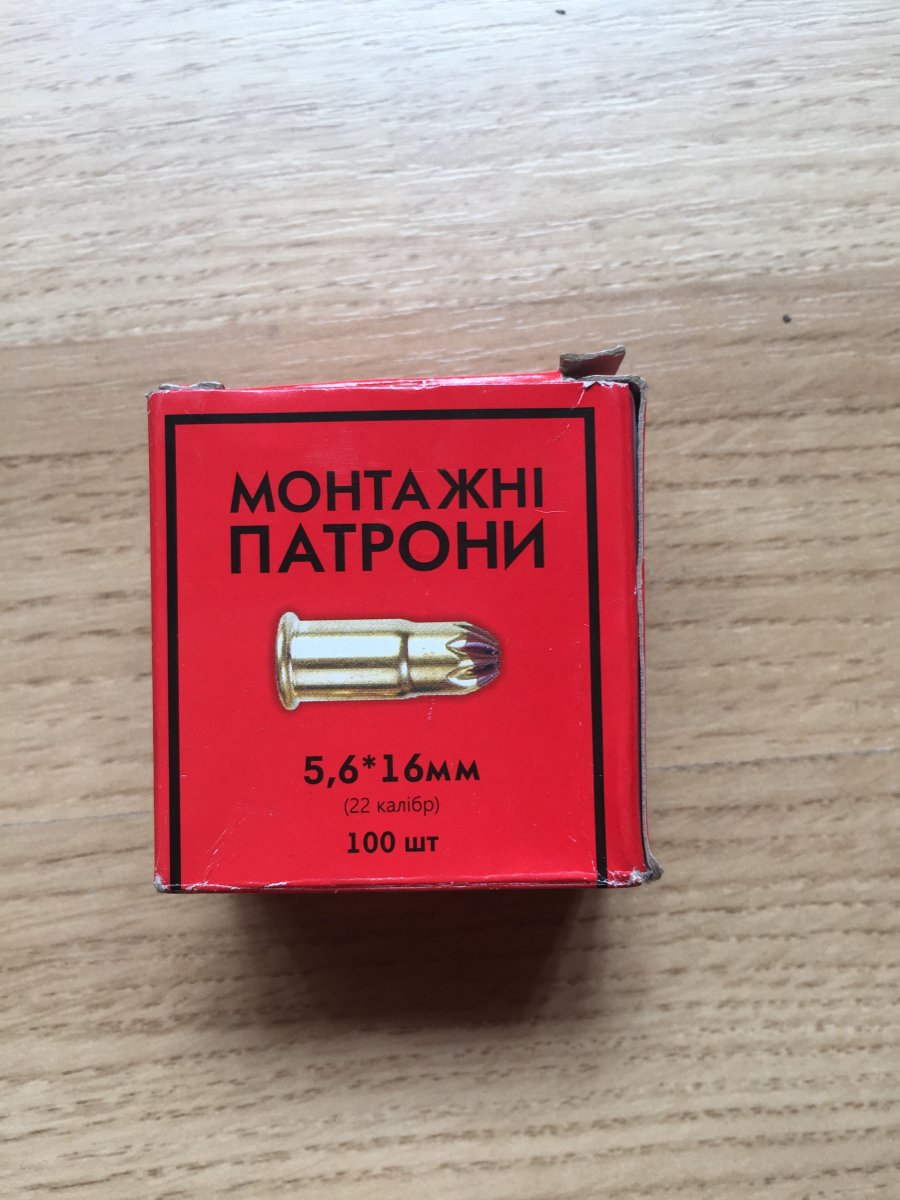 МОНТАЖНІ
ПАТРОНИ
5,6*16мм
(22 калібр)
100 шт